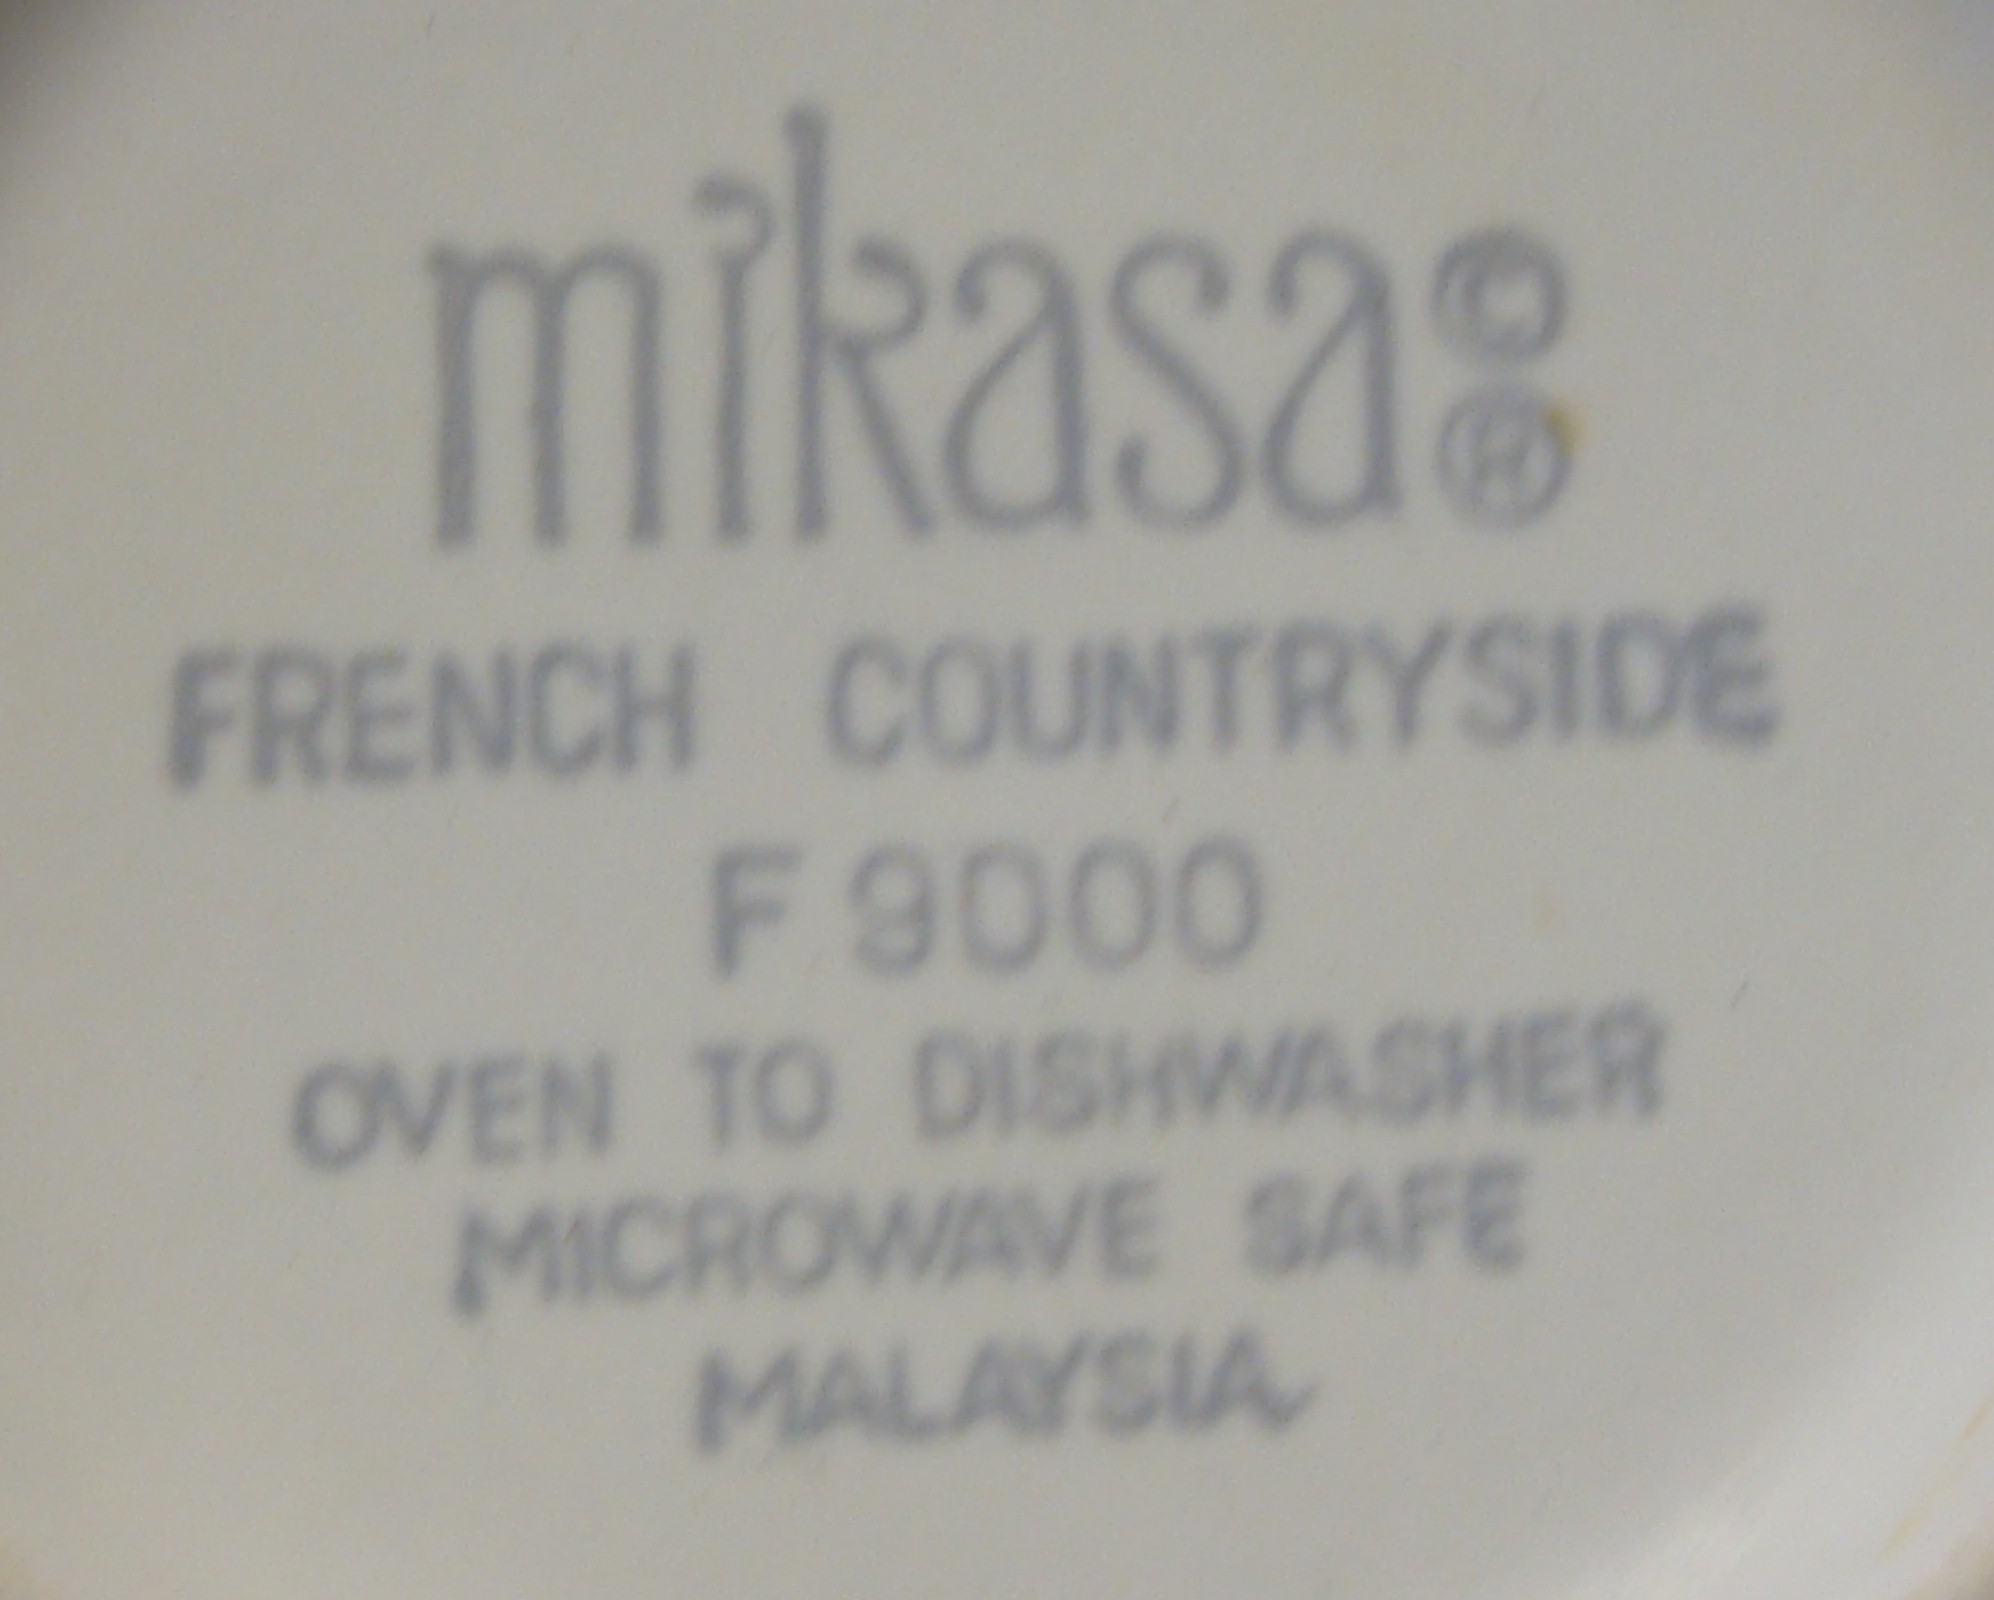 mikasa©®
FRENCH COUNTRYSIDE
F 9000
OVEN TO DISHWASHER
MICROWAVE SAFE
MALAYSIA